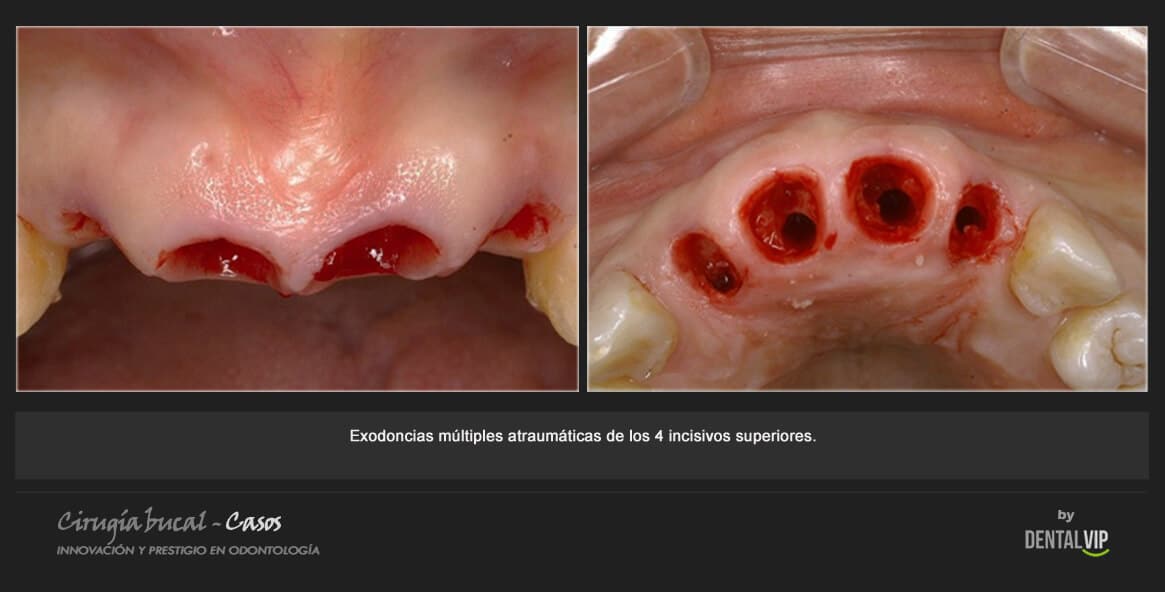 Exodoncias múltiples atraumáticas de los 4 incisivos superiores.
Cirugía bucal - Casos
INNOVACIÓN Y PRESTIGIO EN ODONTOLOGÍA
by
DENTALVIP